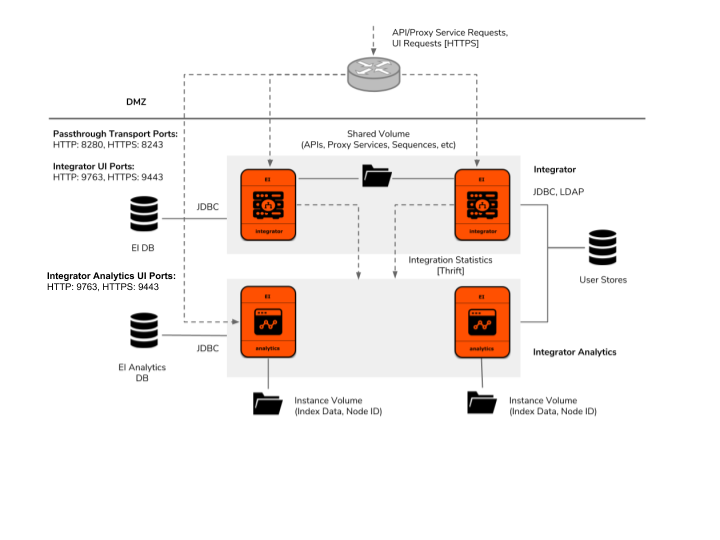 API/Proxy Service Requests,
UI Requests [HTTPS]
DMZ
Passthrough Transport Ports:
HTTP: 8280, HTTPS: 8243
Shared Volume
(APIs, Proxy Services, Sequences, etc)
Integrator UI Ports:
HTTP: 9763, HTTPS: 9443
Integrator
EI
EI
JDBC, LDAP
JDBC
integrator
integrator
EI DB
Integration Statistics
[Thrift]
Integrator Analytics UI Ports:
HTTP: 9763, HTTPS: 9443
User Stores
EI
EI
JDBC
analytics
analytics
Integrator Analytics
EI Analytics
DB
Instance Volume
(Index Data, Node ID)
Instance Volume
(Index Data, Node ID)